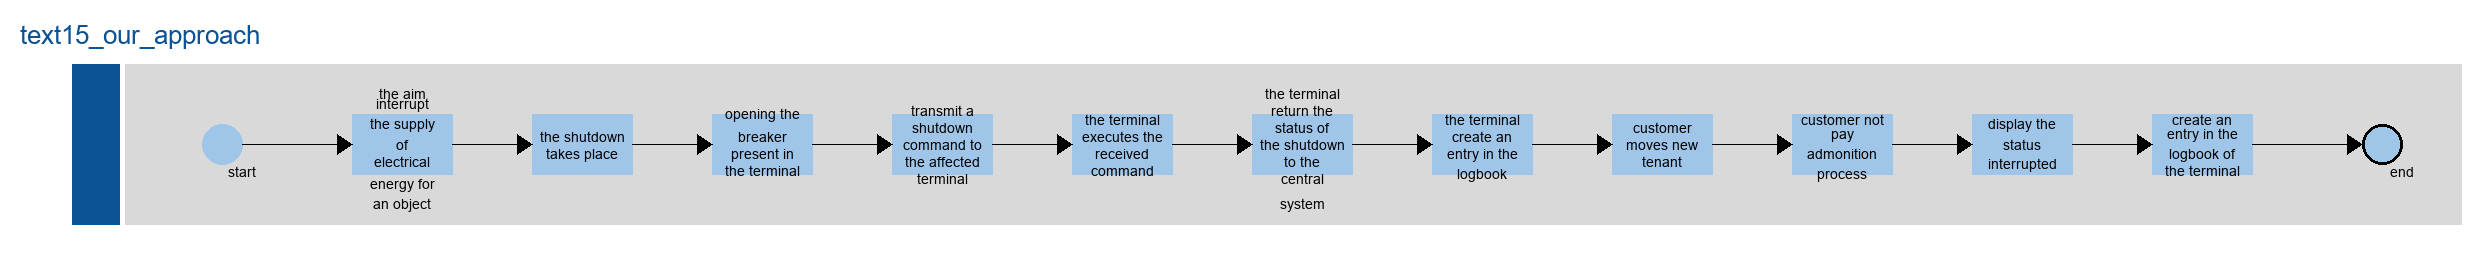 text15_our_approach
start
the aim
interrupt
the supply
of
electrical
energy for
an object
the shutdown
takes place
opening the
breaker
present in
the terminal
transmit a
shutdown
command to
the affected
terminal
the terminal
executes the
received
command
the terminal
return the
status of
the shutdown
to the
central
system
the terminal
create an
entry in the
logbook
customer
moves new
tenant
customer not
pay
admonition
process
display the
status
interrupted
create an
entry in the
logbook of
the terminal
end